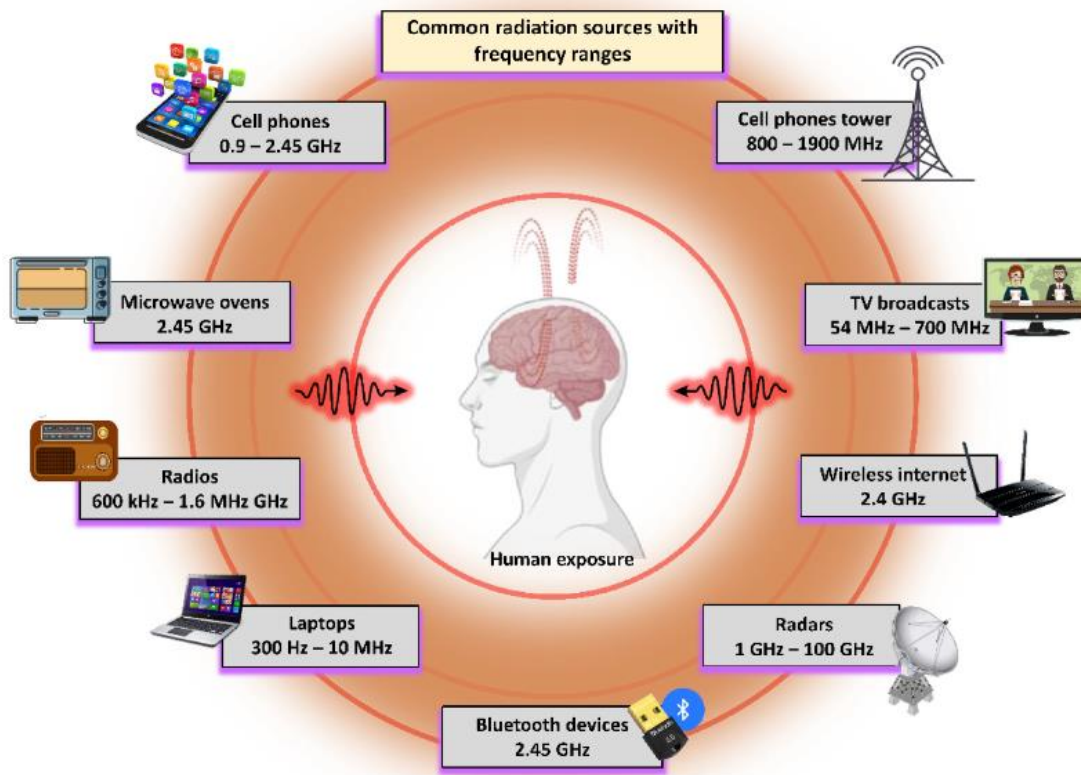 Common radiation sources with
frequency ranges
Cell phones
0.9 – 2.45 GHz
Cell phones tower
800 – 1900 MHz
Microwave ovens
2.45 GHz
TV broadcasts
54 MHz – 700 MHz
Radios
600 kHz – 1.6 MHz GHz
Wireless internet
2.4 GHz
Human exposure
Laptops
300 Hz – 10 MHz
Radars
1 GHz – 100 GHz
Bluetooth devices
2.45 GHz